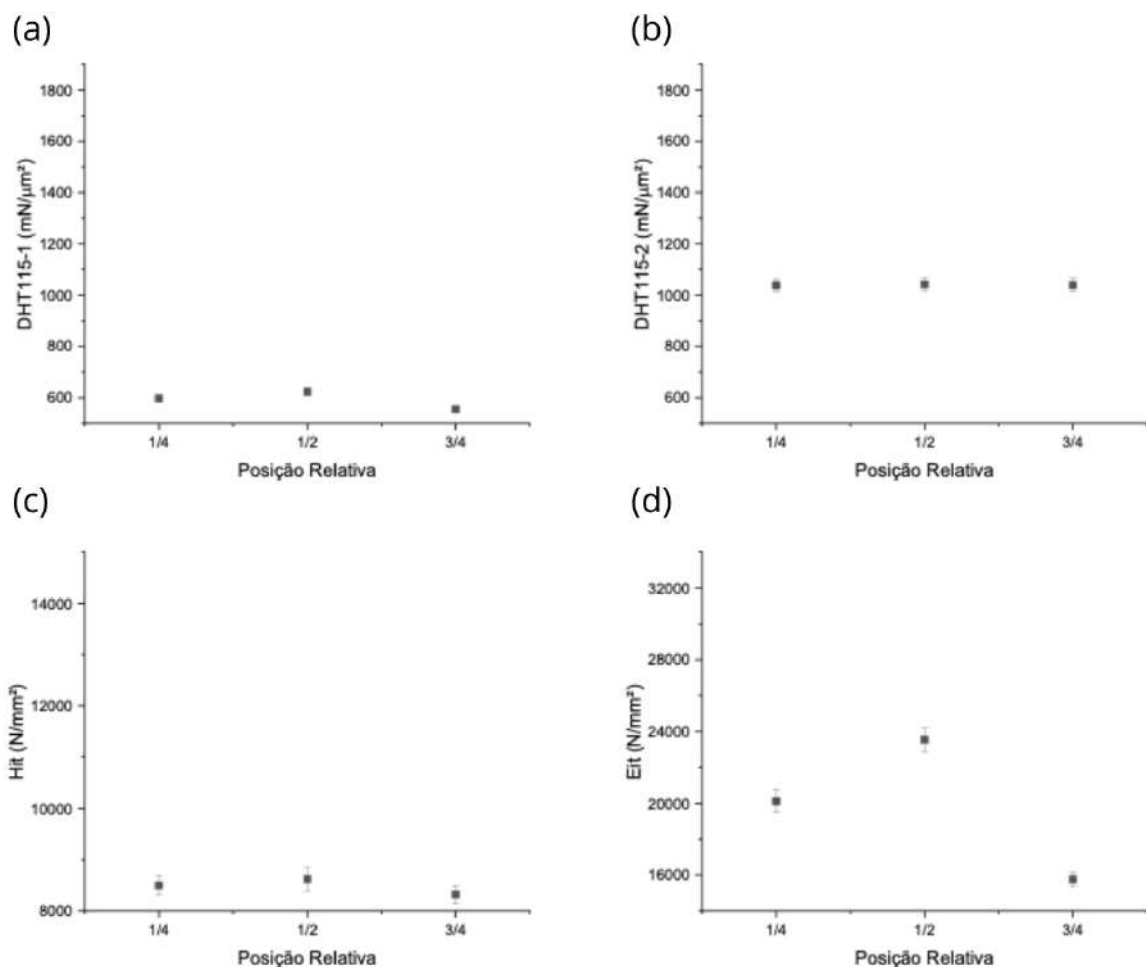 (a)
(b)
1800
1600
1400
1200
1000
800
600
DHT115-1 (mN/μm²)
1/4
1/2
3/4
Posição Relativa
1800
1600
1400
1200
1000
800
600
DHT115-2 (mN/μm²)
1/4
1/2
3/4
Posição Relativa
(c)
(d)
14000
12000
10000
8000
Hit (N/mm²)
1/4
1/2
3/4
Posição Relativa
32000
28000
24000
20000
16000
Eit (N/mm²)
1/4
1/2
3/4
Posição Relativa